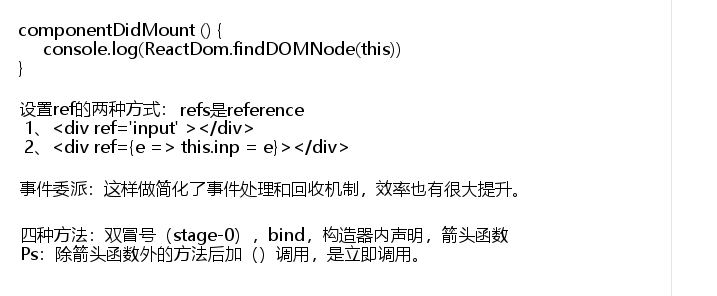 componentDidMount () {
console.log(ReactDom.findDOMNode(this))
}
设置ref的两种方式： refs是reference
1、<div ref='input' ></div>
2、<div ref={e => this.inp = e}></div>
事件委派：这样做简化了事件处理和回收机制，效率也有很大提升。
四种方法：双冒号（stage-0），bind，构造器内声明，箭头函数
Ps：除箭头函数外的方法后加（）调用，是立即调用。